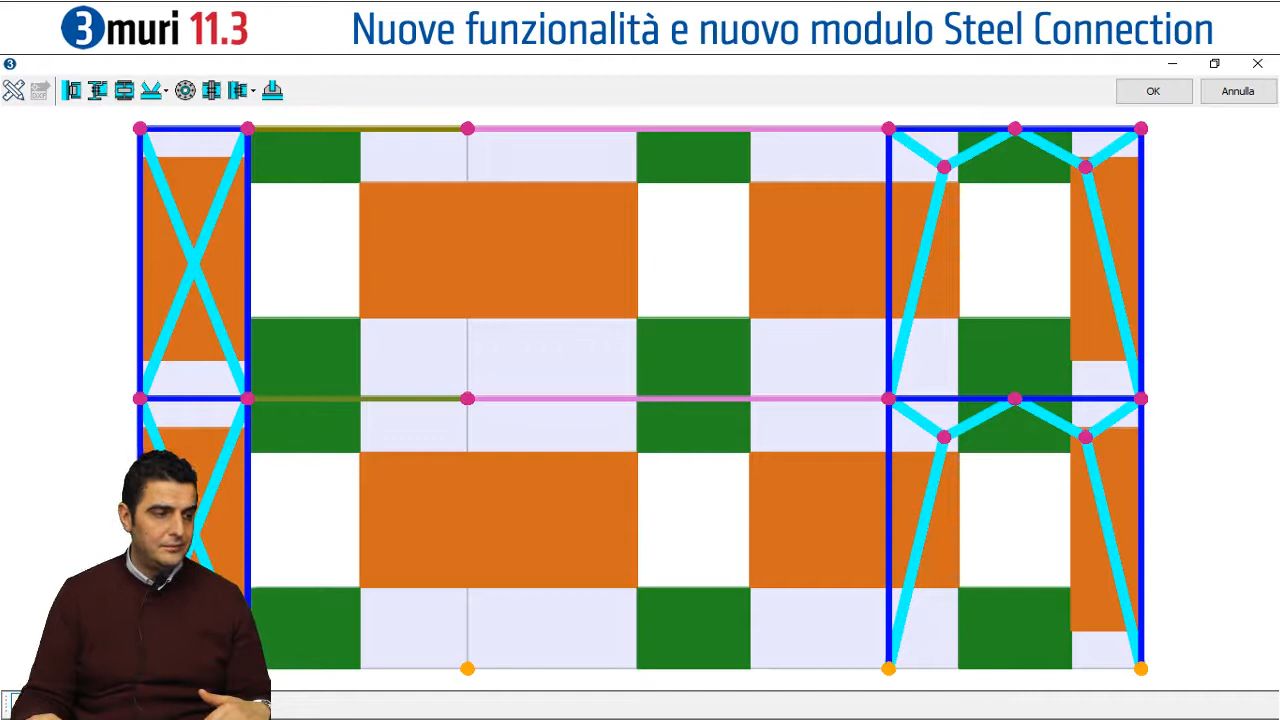 3muri 11.3
Nuove funzionalità e nuovo modulo Steel Connection
OK
Annulla